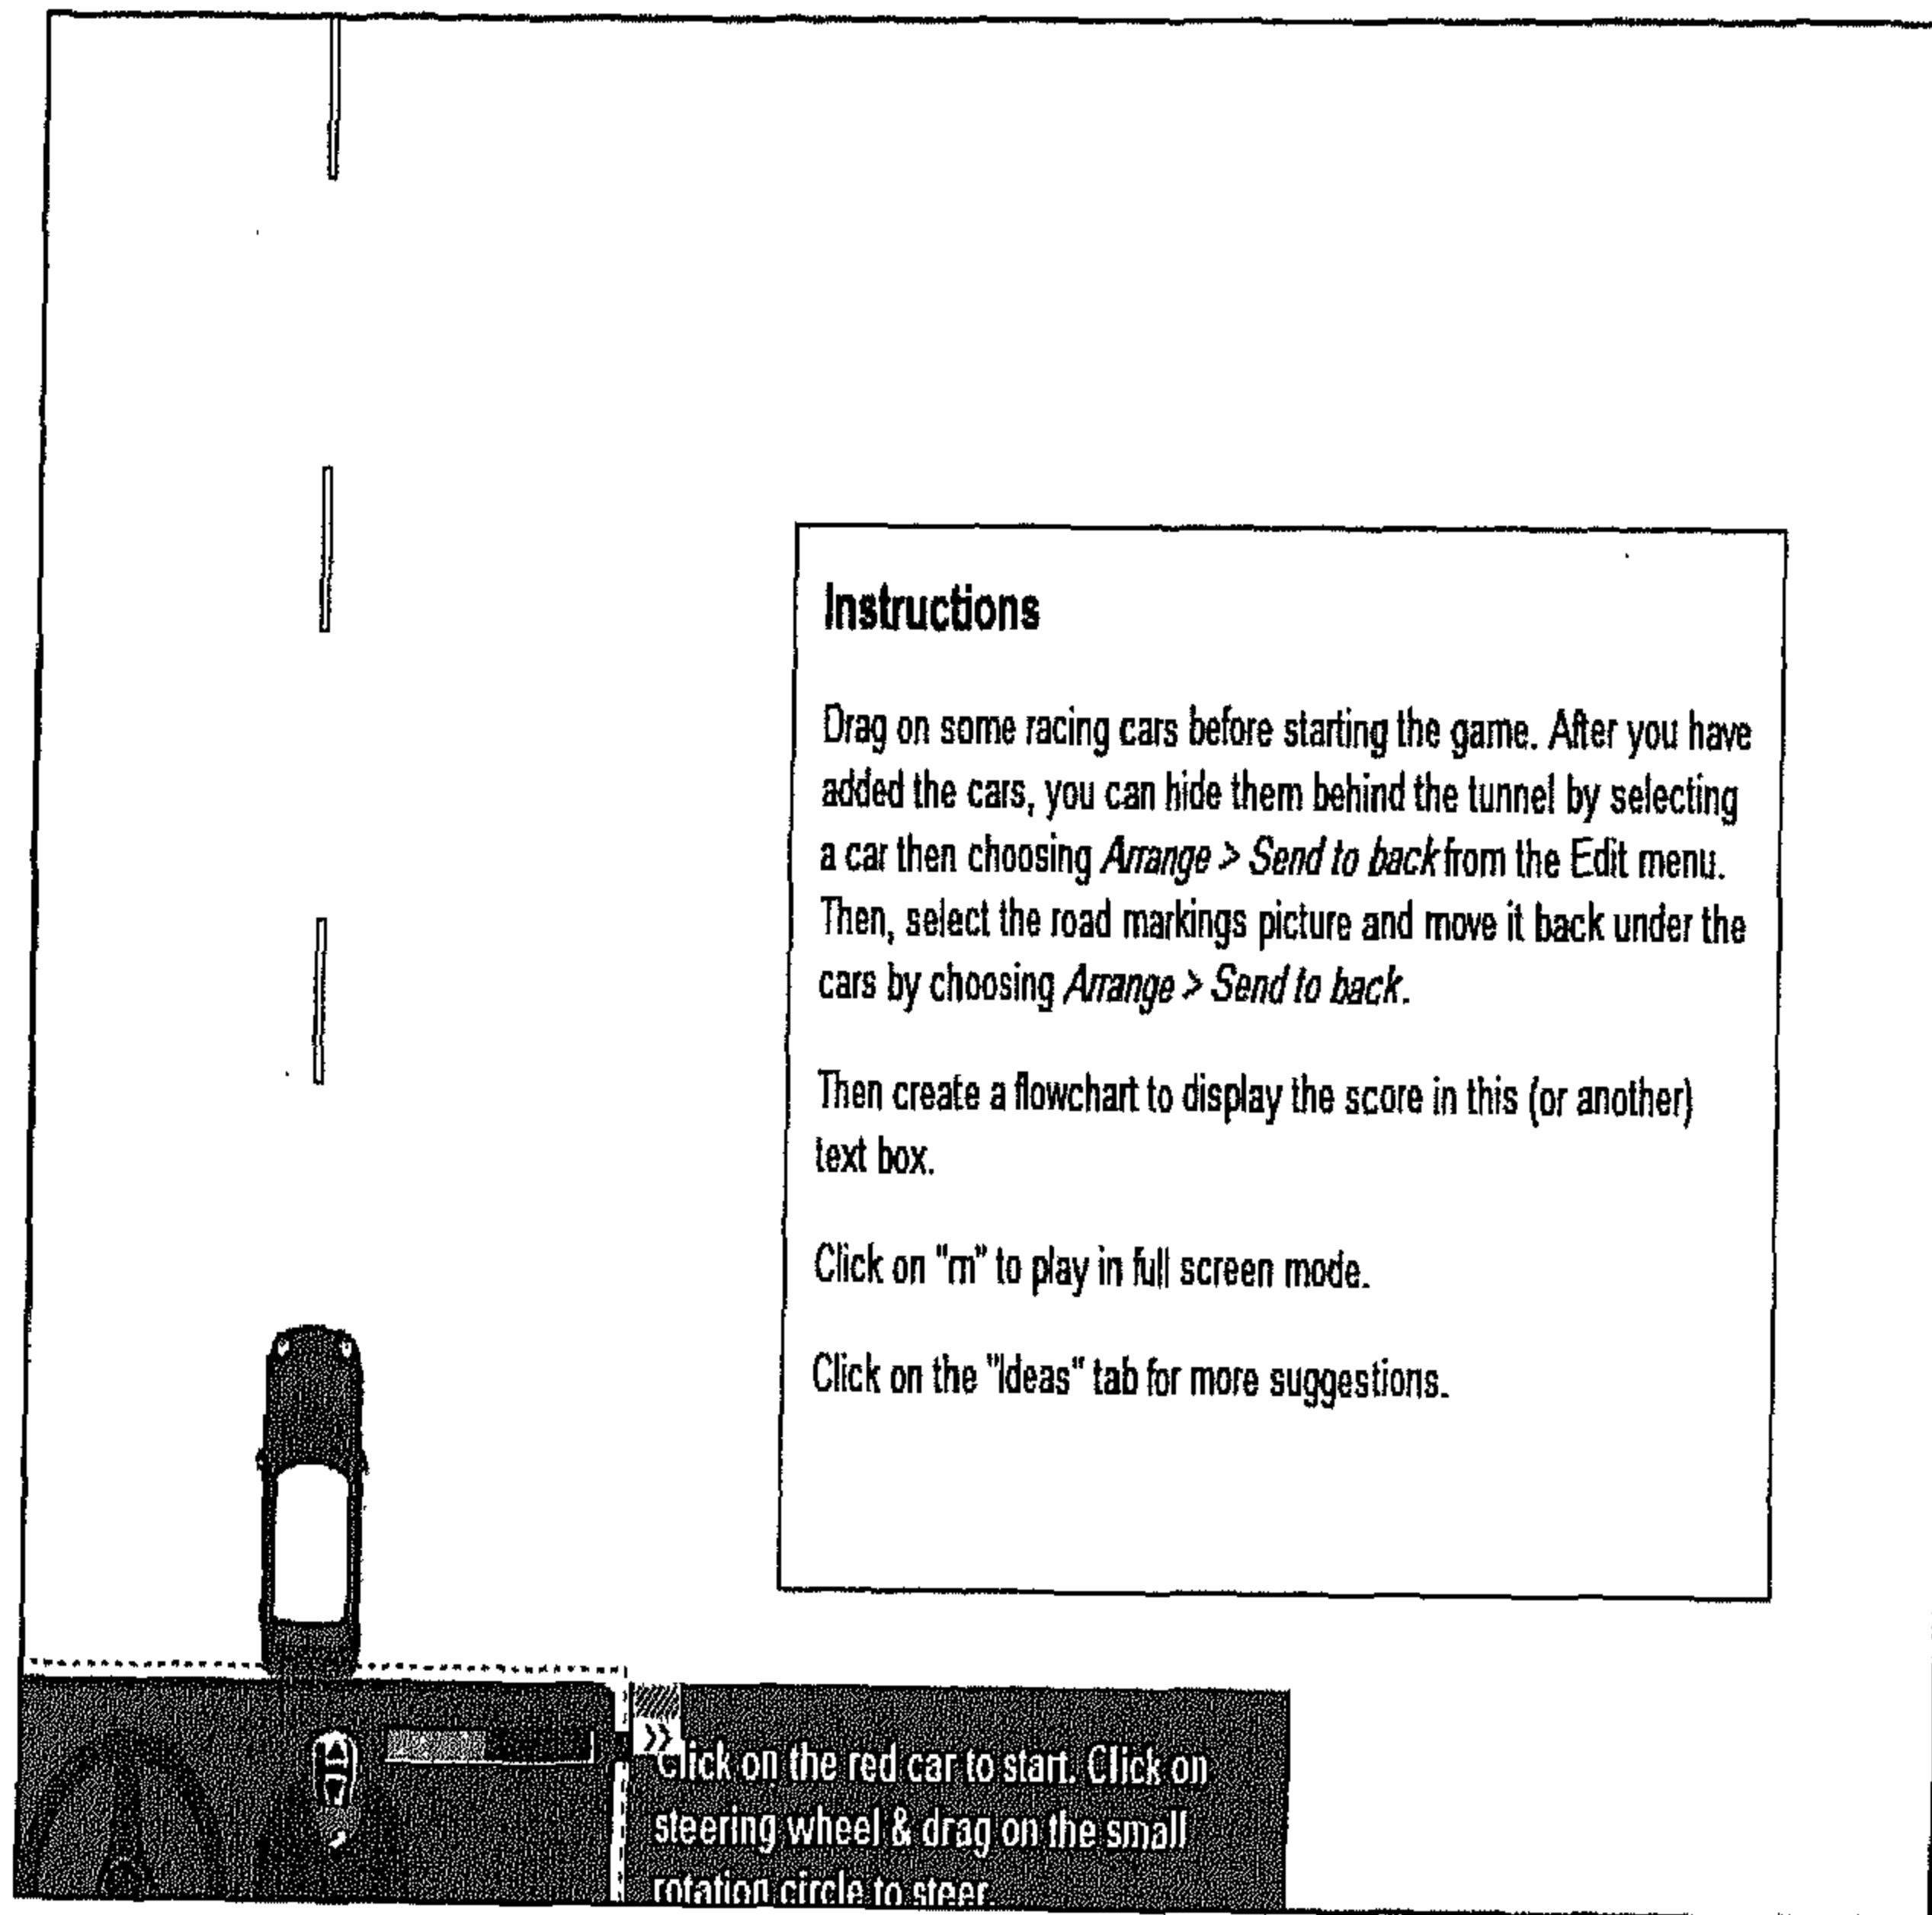 Instructions
Drag on some racing cars before starting the game. After you have
added the cars, you can hide them behind the tunnel by selecting
a car then choosing Arrange > Send to back from the Edit menu.
Then, select the road markings picture and move it back under the
cars by choosing Arrange > Send to back.
Then create a flowchart to display the score in this (or another)
text box.
Click on "m" to play in full screen mode.
Click on the "Ideas" tab for more suggestions.
>>
Click on the red car to start. Click on
steering wheel & drag on the small
rotation circle to steer.